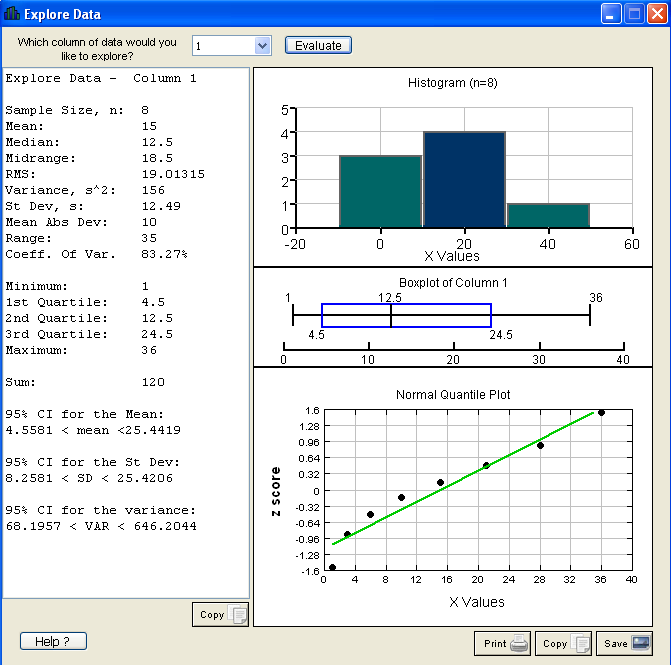 Explore Data
Which column of data would you
like to explore?
1
Evaluate
Explore Data - Column 1
Sample Size, n: 8
Mean: 15
Median: 12.5
Midrange: 18.5
RMS: 19.01315
Variance, s^2: 156
St Dev, s: 12.49
Mean Abs Dev: 10
Range: 35
Coeff. Of Var. 83.27%
Minimum: 1
1st Quartile: 4.5
2nd Quartile: 12.5
3rd Quartile: 24.5
Maximum: 36
Sum: 120
95% CI for the Mean:
4.5581 < mean <25.4419
95% CI for the St Dev:
8.2581 < SD < 25.4206
95% CI for the variance:
68.1957 < VAR < 646.2044
Copy
Help ?
Histogram (n=8)
5
4
3
2
1
0
-20 0 20 40 60
X Values
Boxplot of Column 1
1 12.5 36
4.5 24.5
0 10 20 30 40
Normal Quantile Plot
1.6
1.28
0.96
0.64
0.32
0
-0.32
-0.64
-0.96
-1.28
-1.6
z score
0 4 8 12 16 20 24 28 32 36 40
X Values
Print Copy Save